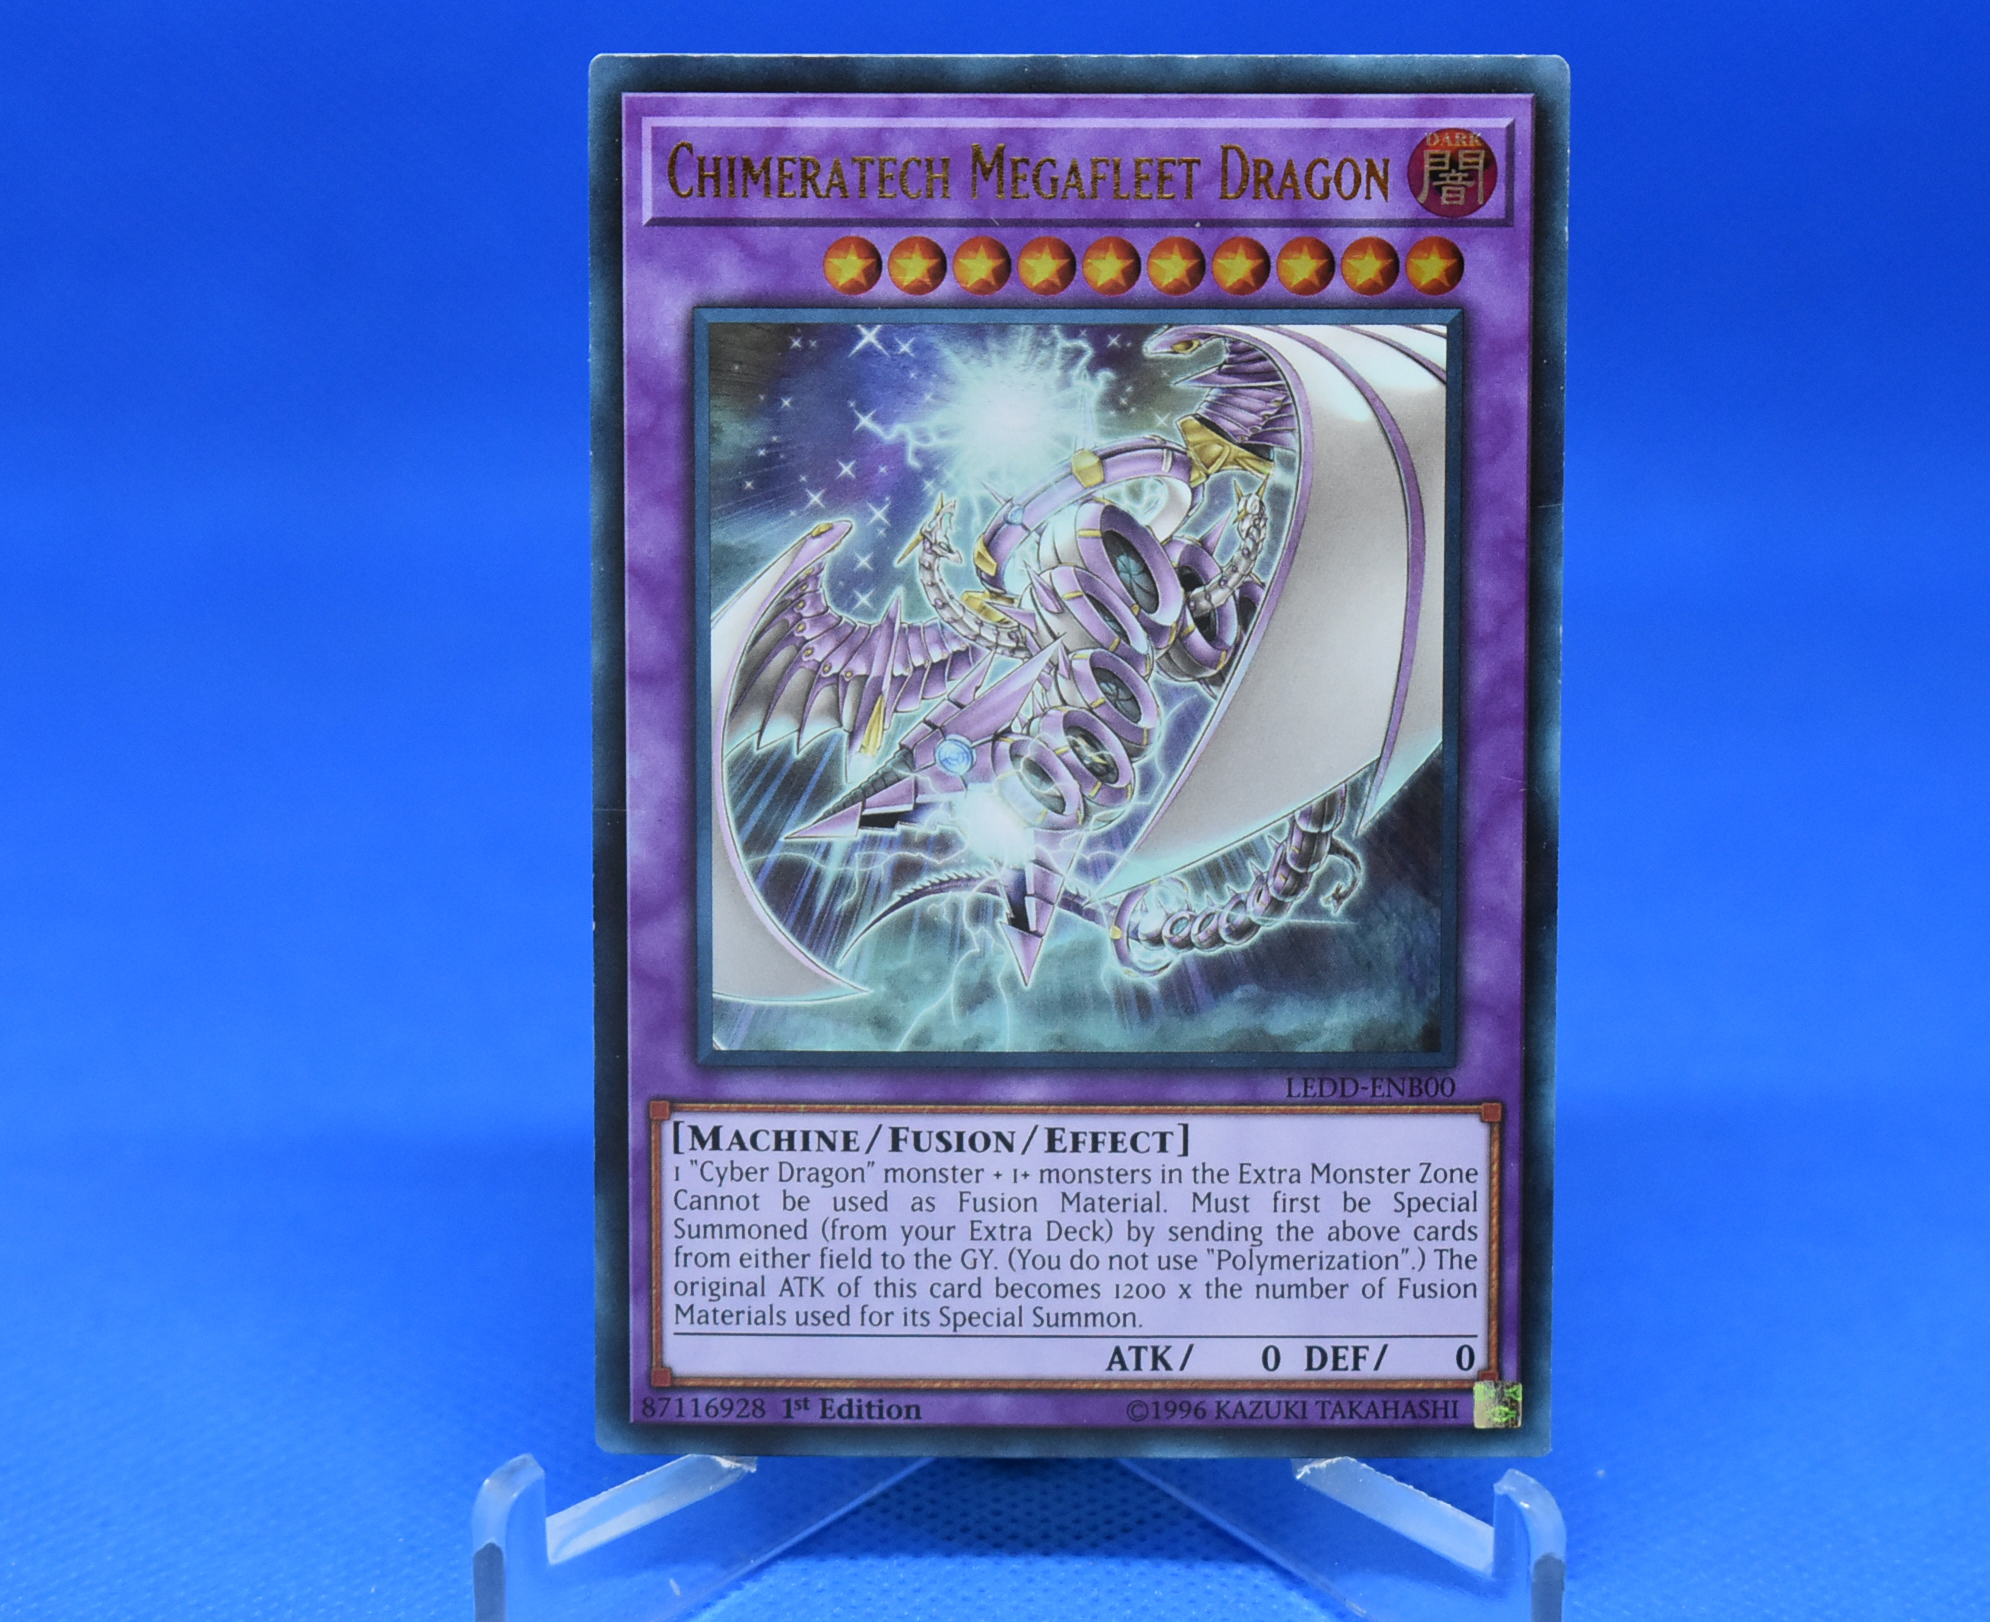 CHIMERATECH MEGAFLEET DRAGON
DARK
闇
LEDD-ENB00
[MACHINE/FUSION/EFFECT]
1 "Cyber Dragon" monster + 1+ monsters in the Extra Monster Zone
Cannot be used as Fusion Material. Must first be Special
Summoned (from your Extra Deck) by sending the above cards
from either field to the GY. (You do not use "Polymerization".) The
original ATK of this card becomes 1200 x the number of Fusion
Materials used for its Special Summon.
ATK/ 0 DEF/ 0
87116928 1st Edition ©1996 KAZUKI TAKAHASHI